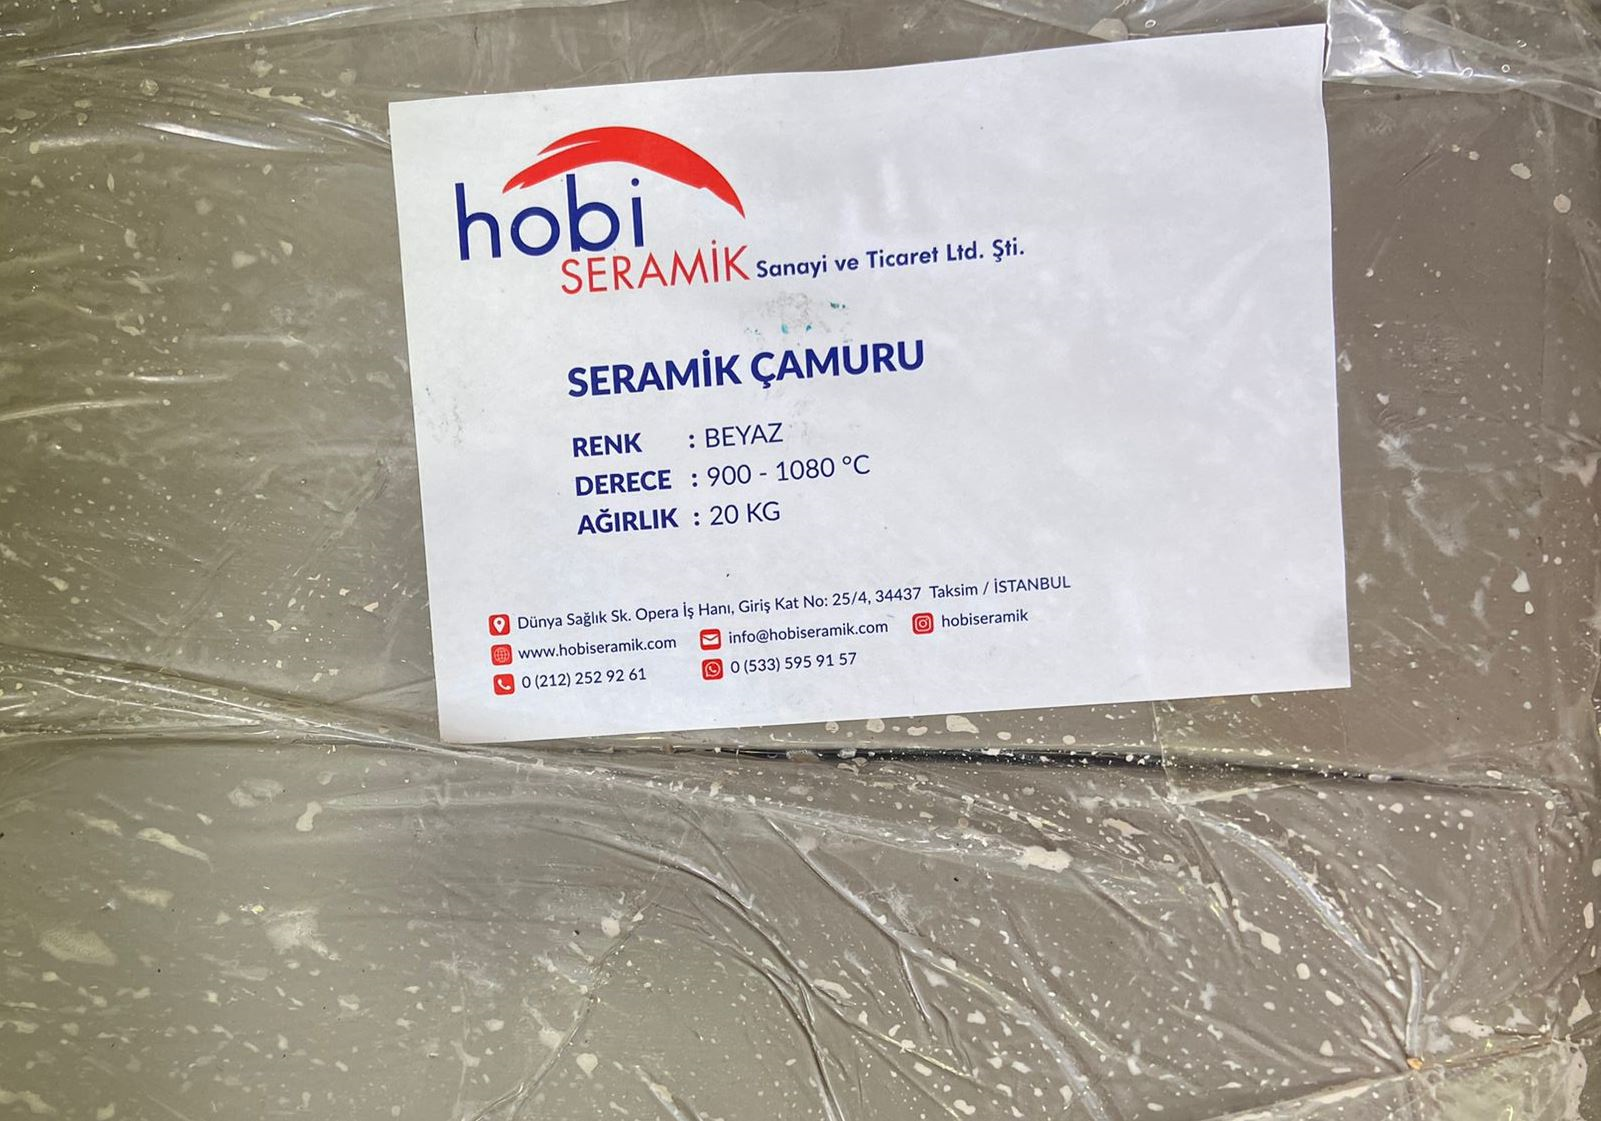 hobi
SERAMİK Sanayi ve Ticaret Ltd. Şti.
SERAMİK ÇAMURU
RENK : BEYAZ
DERECE : 900 - 1080 °C
AĞIRLIK : 20 KG
Dünya Sağlık Sk. Opera İş Hanı, Giriş Kat No: 25/4, 34437 Taksim / İSTANBUL
www.hobiseramik.com info@hobiseramik.com hobiseramik
0 (212) 252 92 61 0 (533) 595 91 57